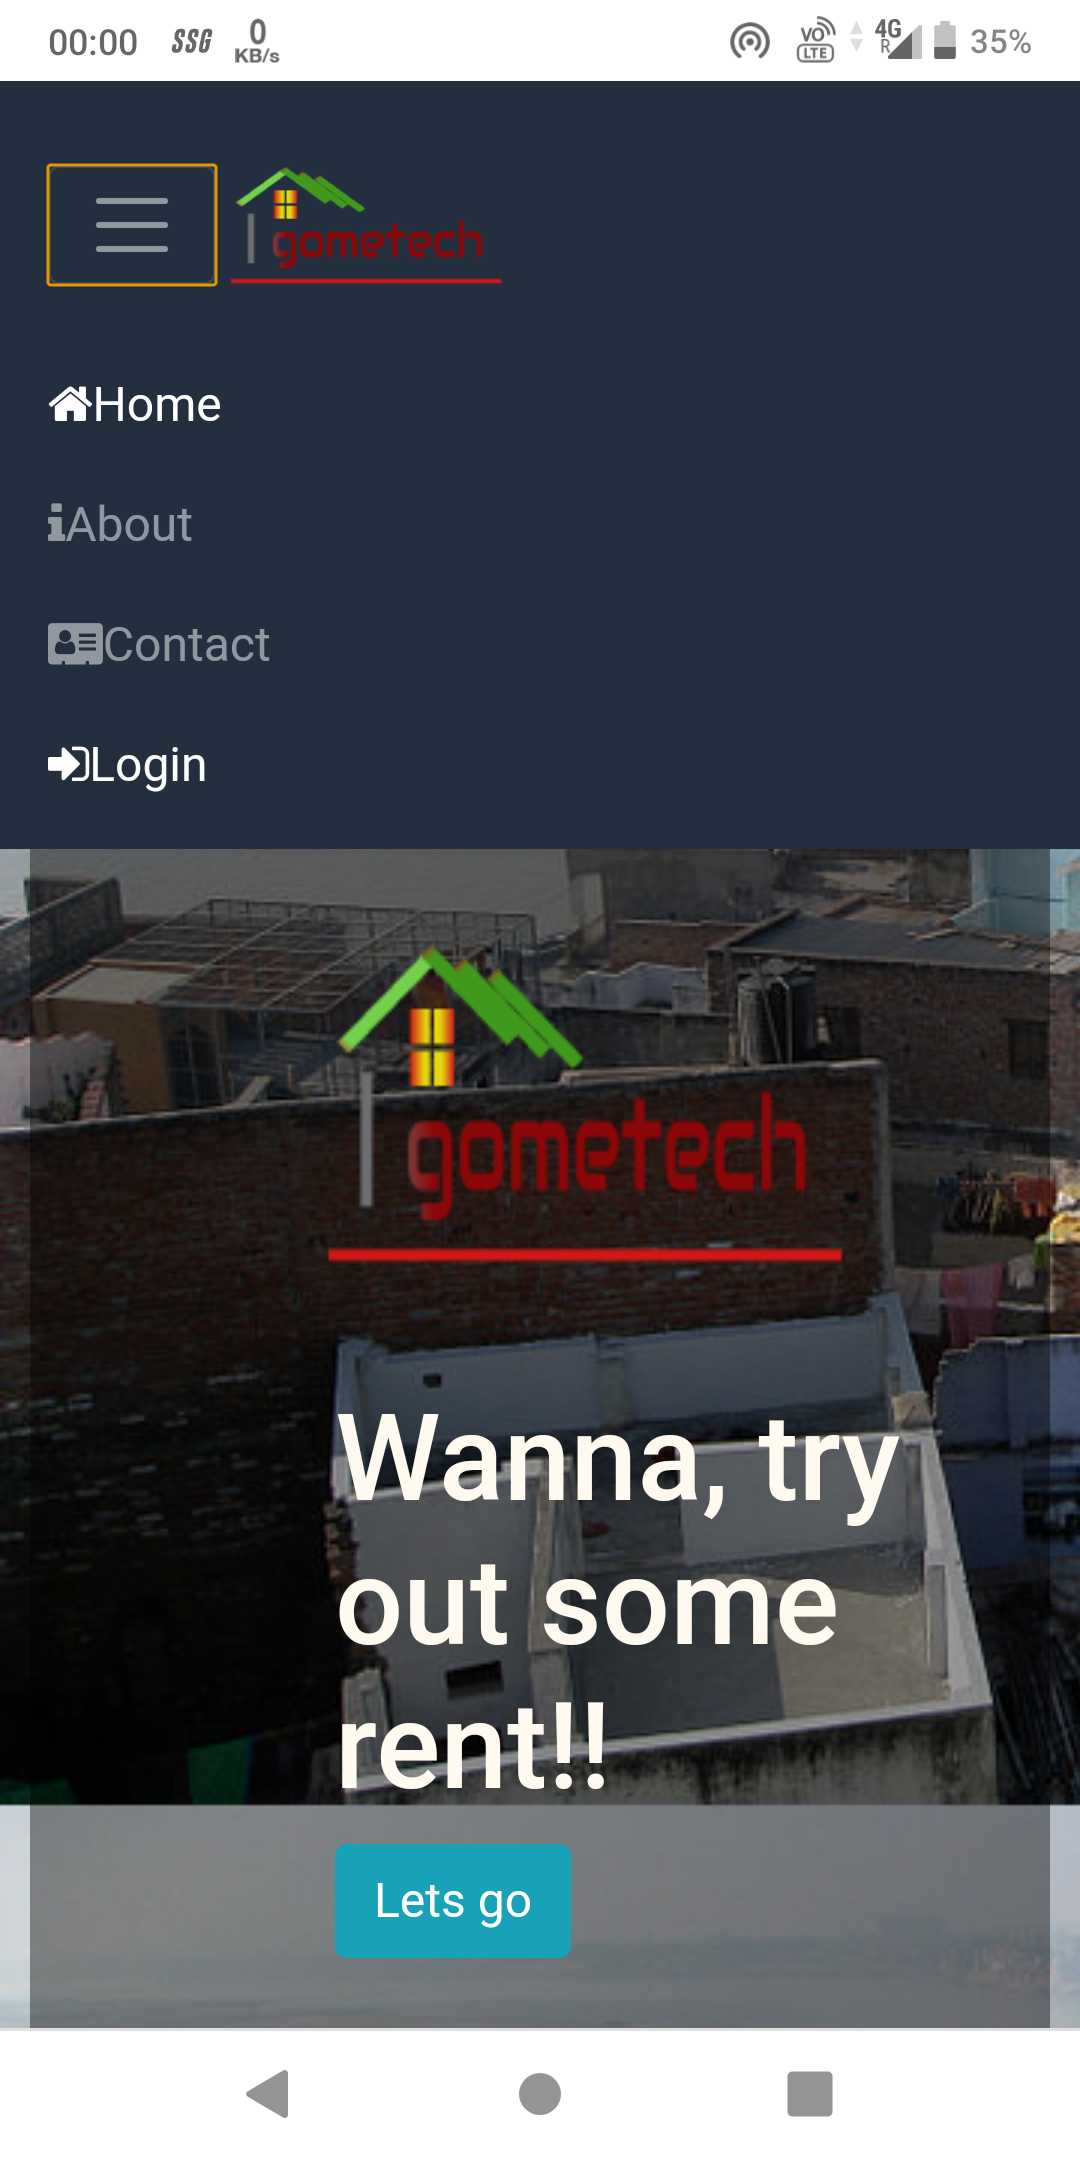 00:00 SSG 0 KB/s VO LTE 4G R 35%
gometech
Home
About
Contact
Login
gometech
Wanna, try
out some
rent!!
Lets go